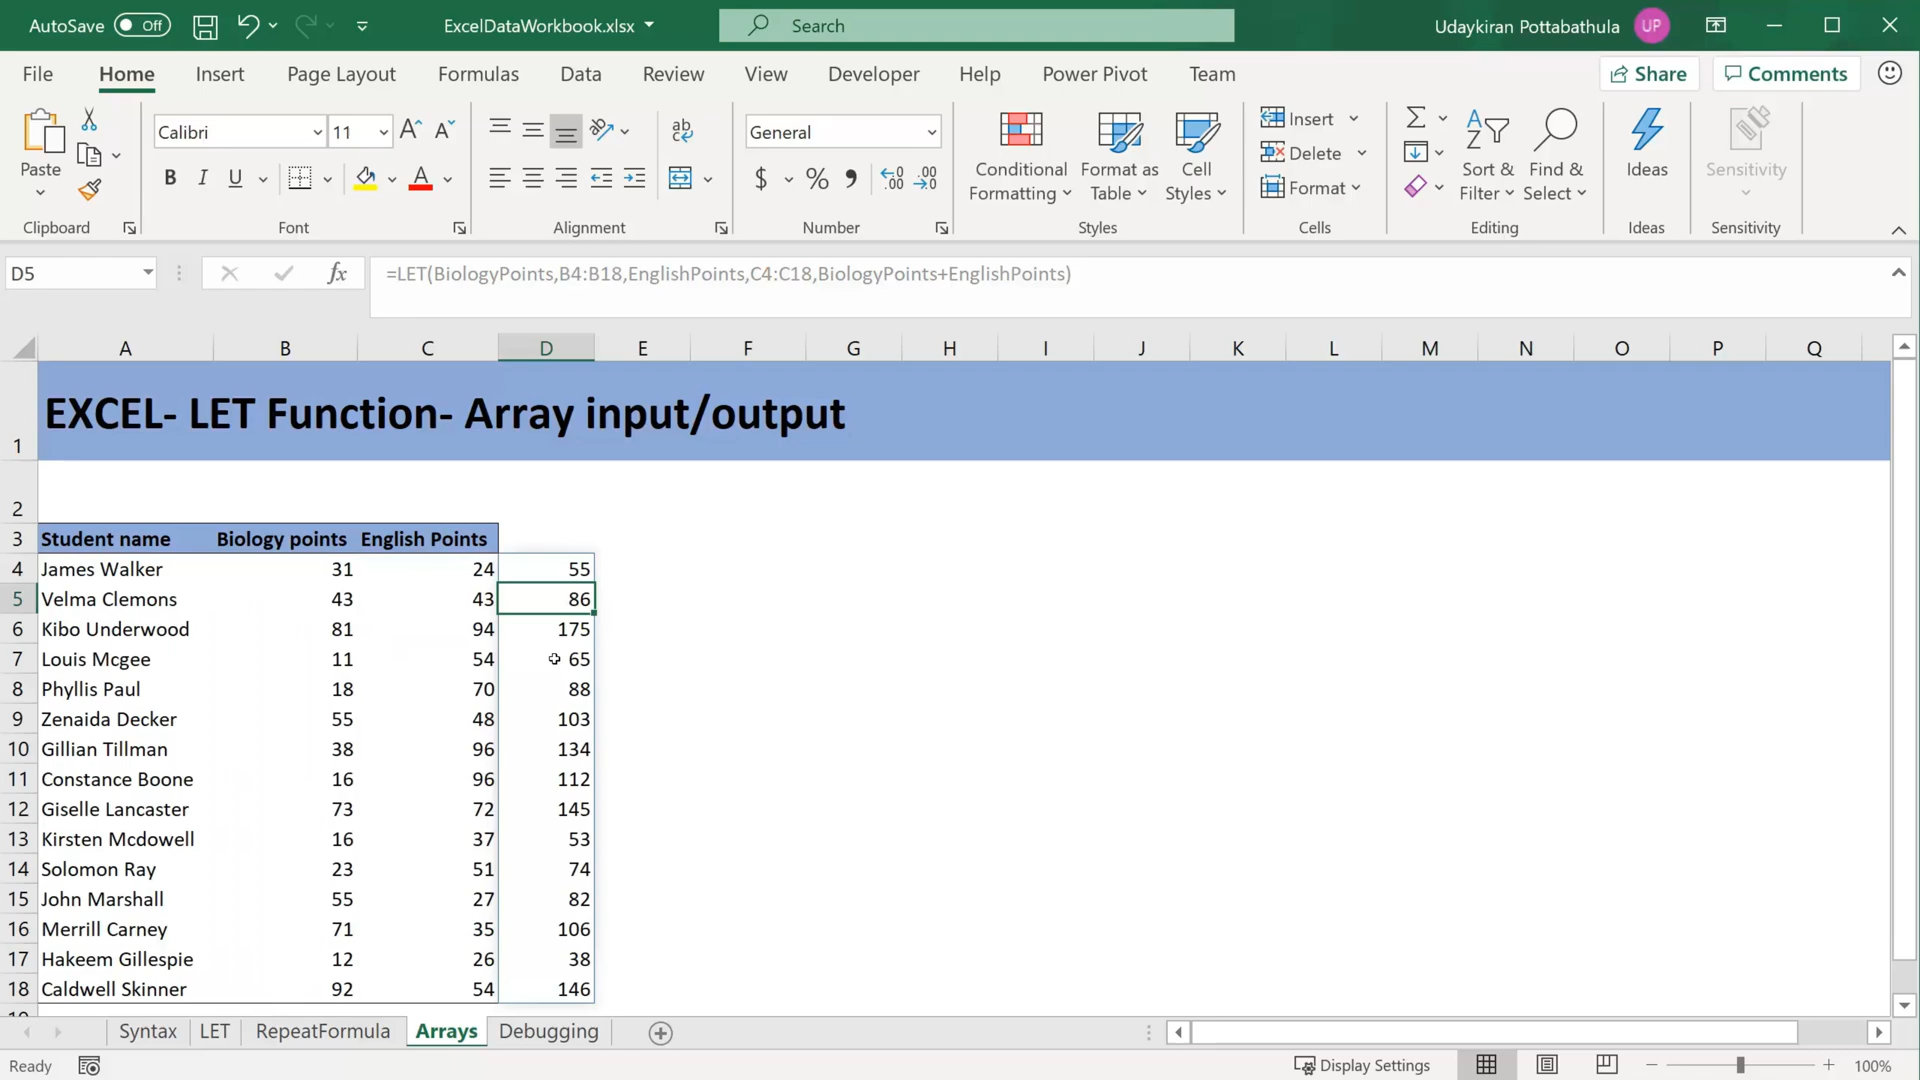 AutoSave Off ExcelDataWorkbook.xlsx Search Udaykiran Pottabathula UP
File Home Insert Page Layout Formulas Data Review View Developer Help Power Pivot Team Share Comments
Calibri 11 General Insert
Paste Conditional Format as Cell Delete Sort & Find & Ideas Sensitivity
B I U Formatting Table Styles Format Filter Select
Clipboard Font Alignment Number Styles Cells Editing Ideas Sensitivity
D5 fx =LET(BiologyPoints,B4:B18,EnglishPoints,C4:C18,BiologyPoints+EnglishPoints)
A B C D E F G H I J K L M N O P Q
1 EXCEL- LET Function- Array input/output
2
3 Student name Biology points English Points
4 James Walker 31 24 55
5 Velma Clemons 43 43 86
6 Kibo Underwood 81 94 175
7 Louis Mcgee 11 54 65
8 Phyllis Paul 18 70 88
9 Zenaida Decker 55 48 103
10 Gillian Tillman 38 96 134
11 Constance Boone 16 96 112
12 Giselle Lancaster 73 72 145
13 Kirsten Mcdowell 16 37 53
14 Solomon Ray 23 51 74
15 John Marshall 55 27 82
16 Merrill Carney 71 35 106
17 Hakeem Gillespie 12 26 38
18 Caldwell Skinner 92 54 146
Syntax LET RepeatFormula Arrays Debugging
Ready Display Settings 100%